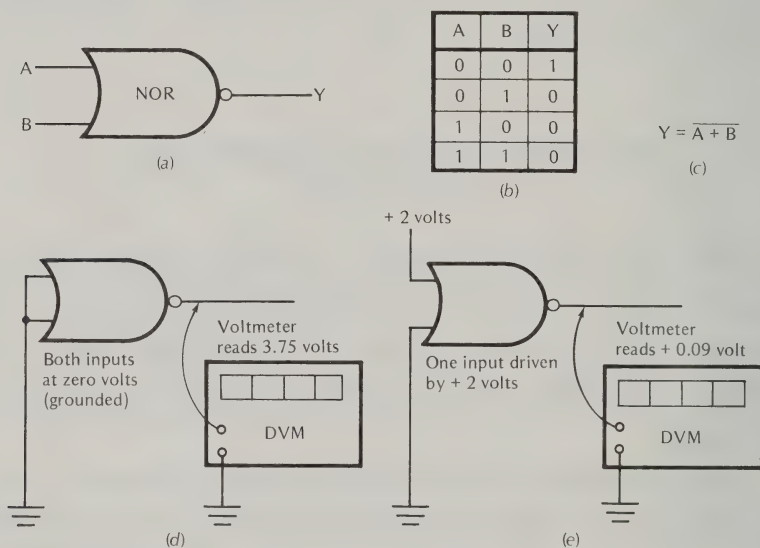 A
B
NOR
Y
(a)
A B Y
0 0 1
0 1 0
1 0 0
1 1 0
(b)
Y = A + B
(c)
Both inputs
at zero volts
(grounded)
Voltmeter
reads 3.75 volts
DVM
(d)
+ 2 volts
One input driven
by + 2 volts
Voltmeter
reads + 0.09 volt
DVM
(e)